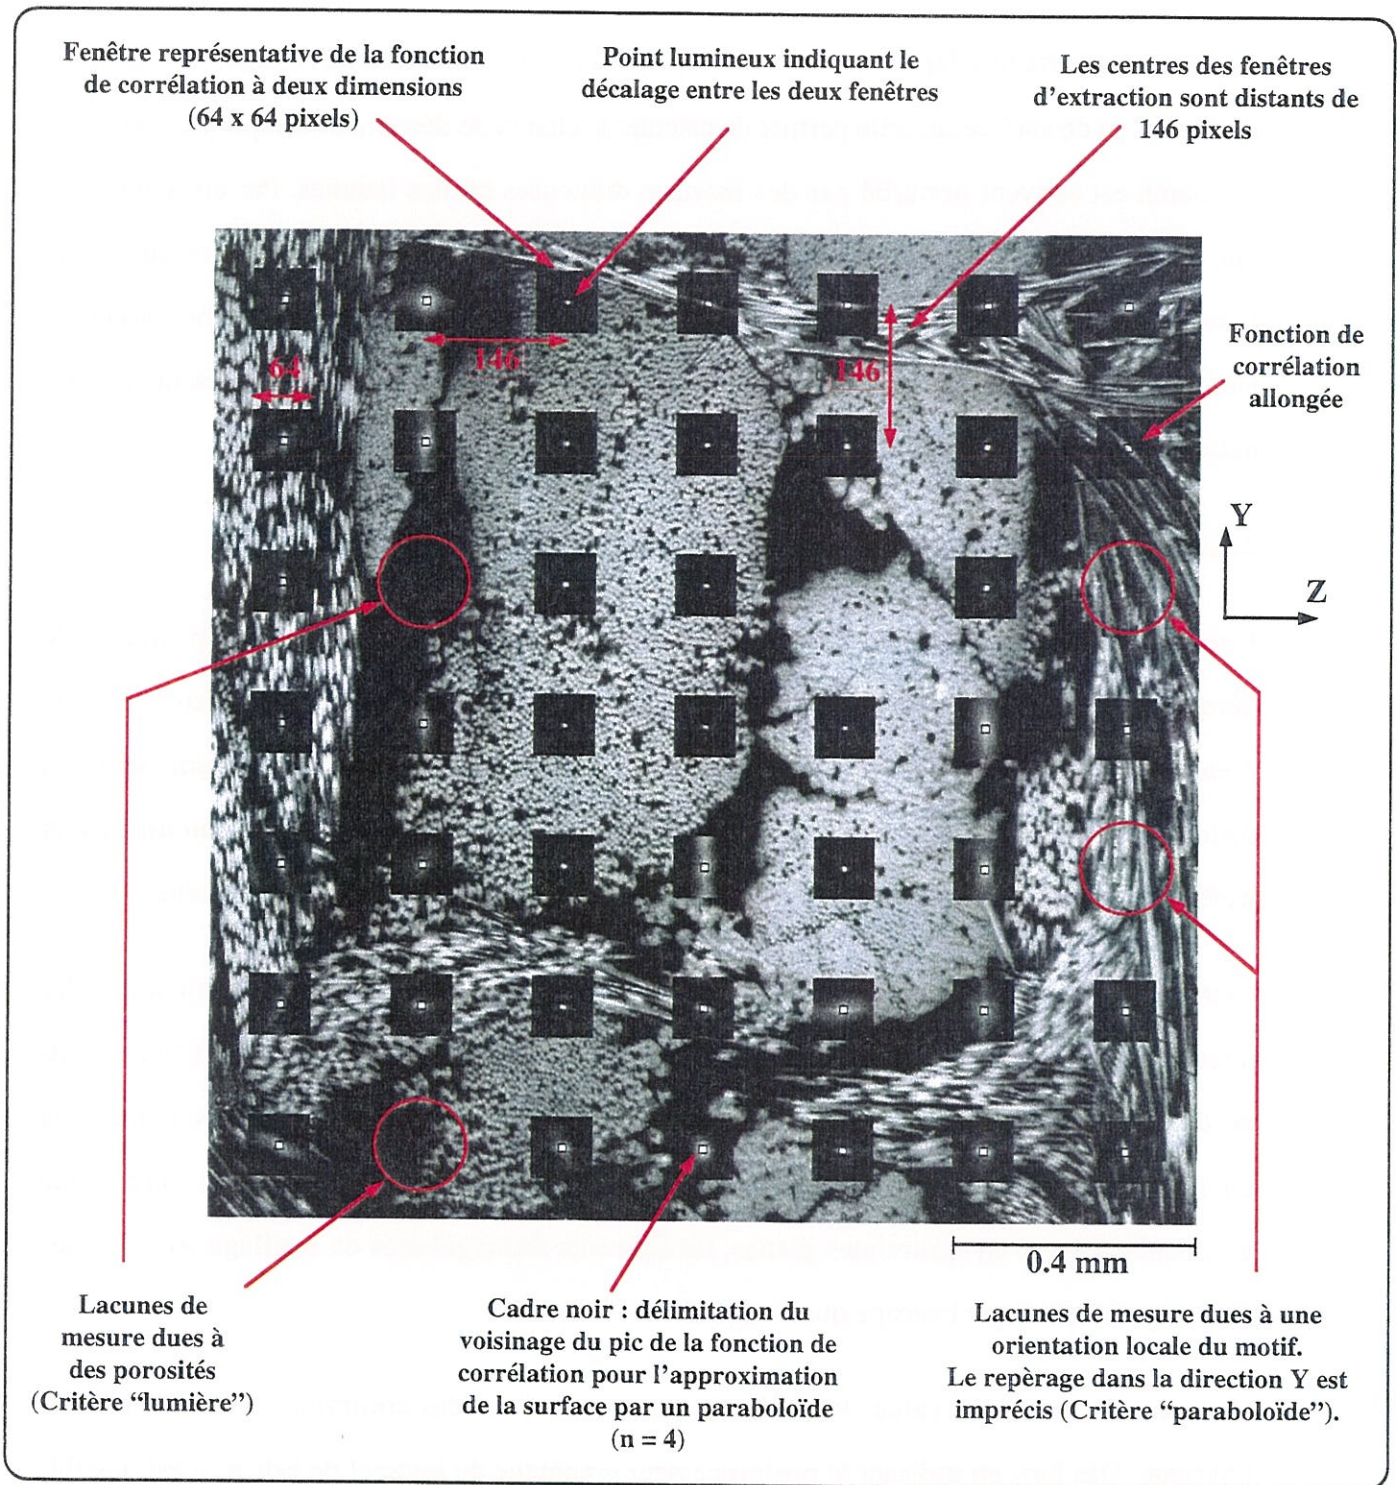 Fenêtre représentative de la fonction
de corrélation à deux dimensions
(64 x 64 pixels)
Point lumineux indiquant le
décalage entre les deux fenêtres
Les centres des fenêtres
d'extraction sont distants de
146 pixels
146
146
64
Fonction de
corrélation
allongée
Y
Z
0.4 mm
Lacunes de
mesure dues à
des porosités
(Critère “lumière”)
Cadre noir : délimitation du
voisinage du pic de la fonction de
corrélation pour l'approximation
de la surface par un paraboloïde
(n = 4)
Lacunes de mesure dues à une
orientation locale du motif.
Le repèrage dans la direction Y est
imprécis (Critère “paraboloïde”).